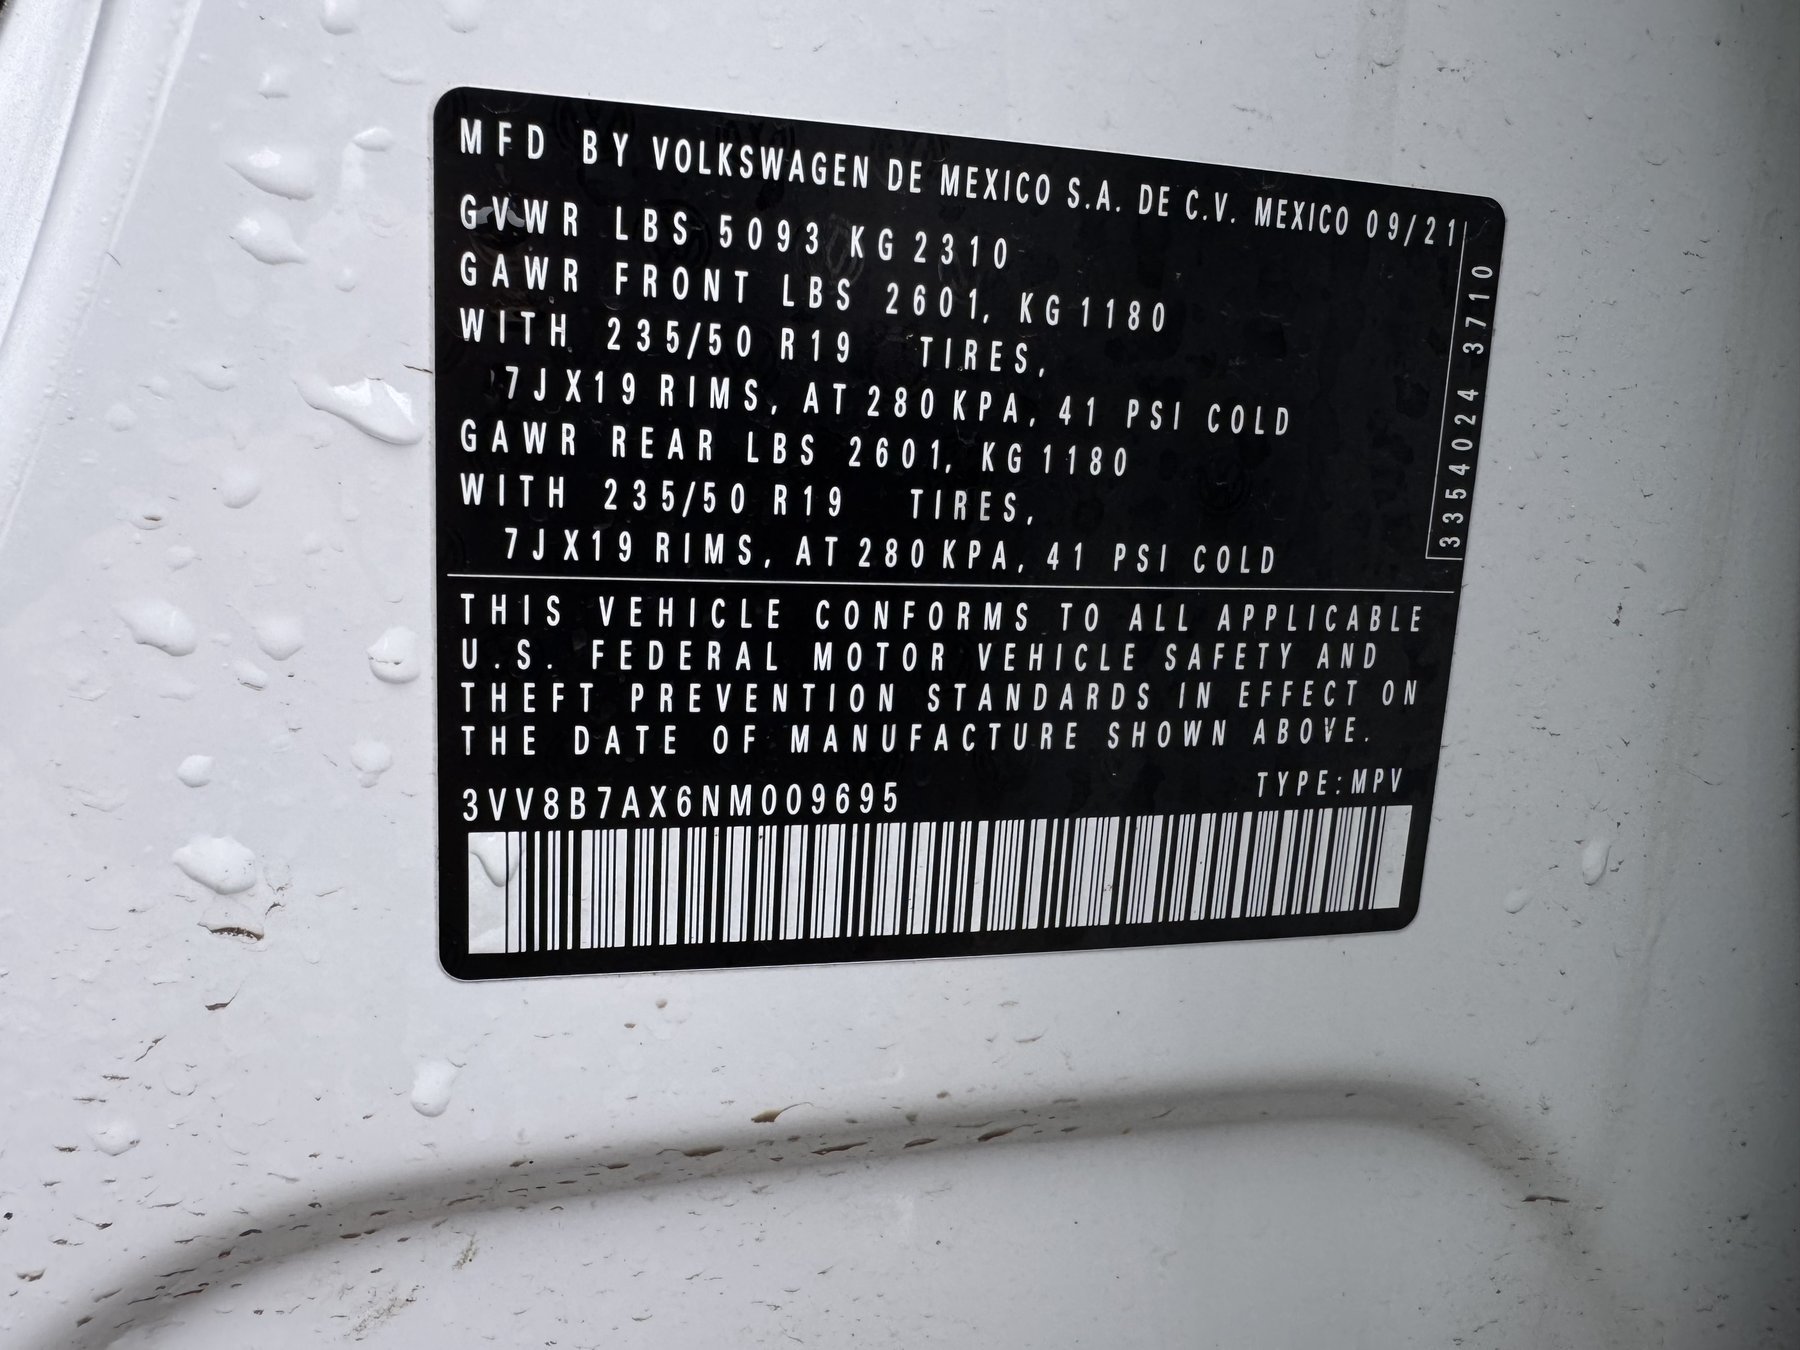 MFD BY VOLKSWAGEN DE MEXICO S.A. DE C.V. MEXICO 09/21
GVWR LBS 5093 KG 2310
GAWR FRONT LBS 2601, KG 1180
WITH 235/50 R19 TIRES,
7JX19 RIMS, AT 280 KPA, 41 PSI COLD
GAWR REAR LBS 2601, KG 1180
WITH 235/50 R19 TIRES,
7JX19 RIMS, AT 280 KPA, 41 PSI COLD
3354024 3710
THIS VEHICLE CONFORMS TO ALL APPLICABLE
U.S. FEDERAL MOTOR VEHICLE SAFETY AND
THEFT PREVENTION STANDARDS IN EFFECT ON
THE DATE OF MANUFACTURE SHOWN ABOVE.
3VV8B7AX6NM009695 TYPE:MPV